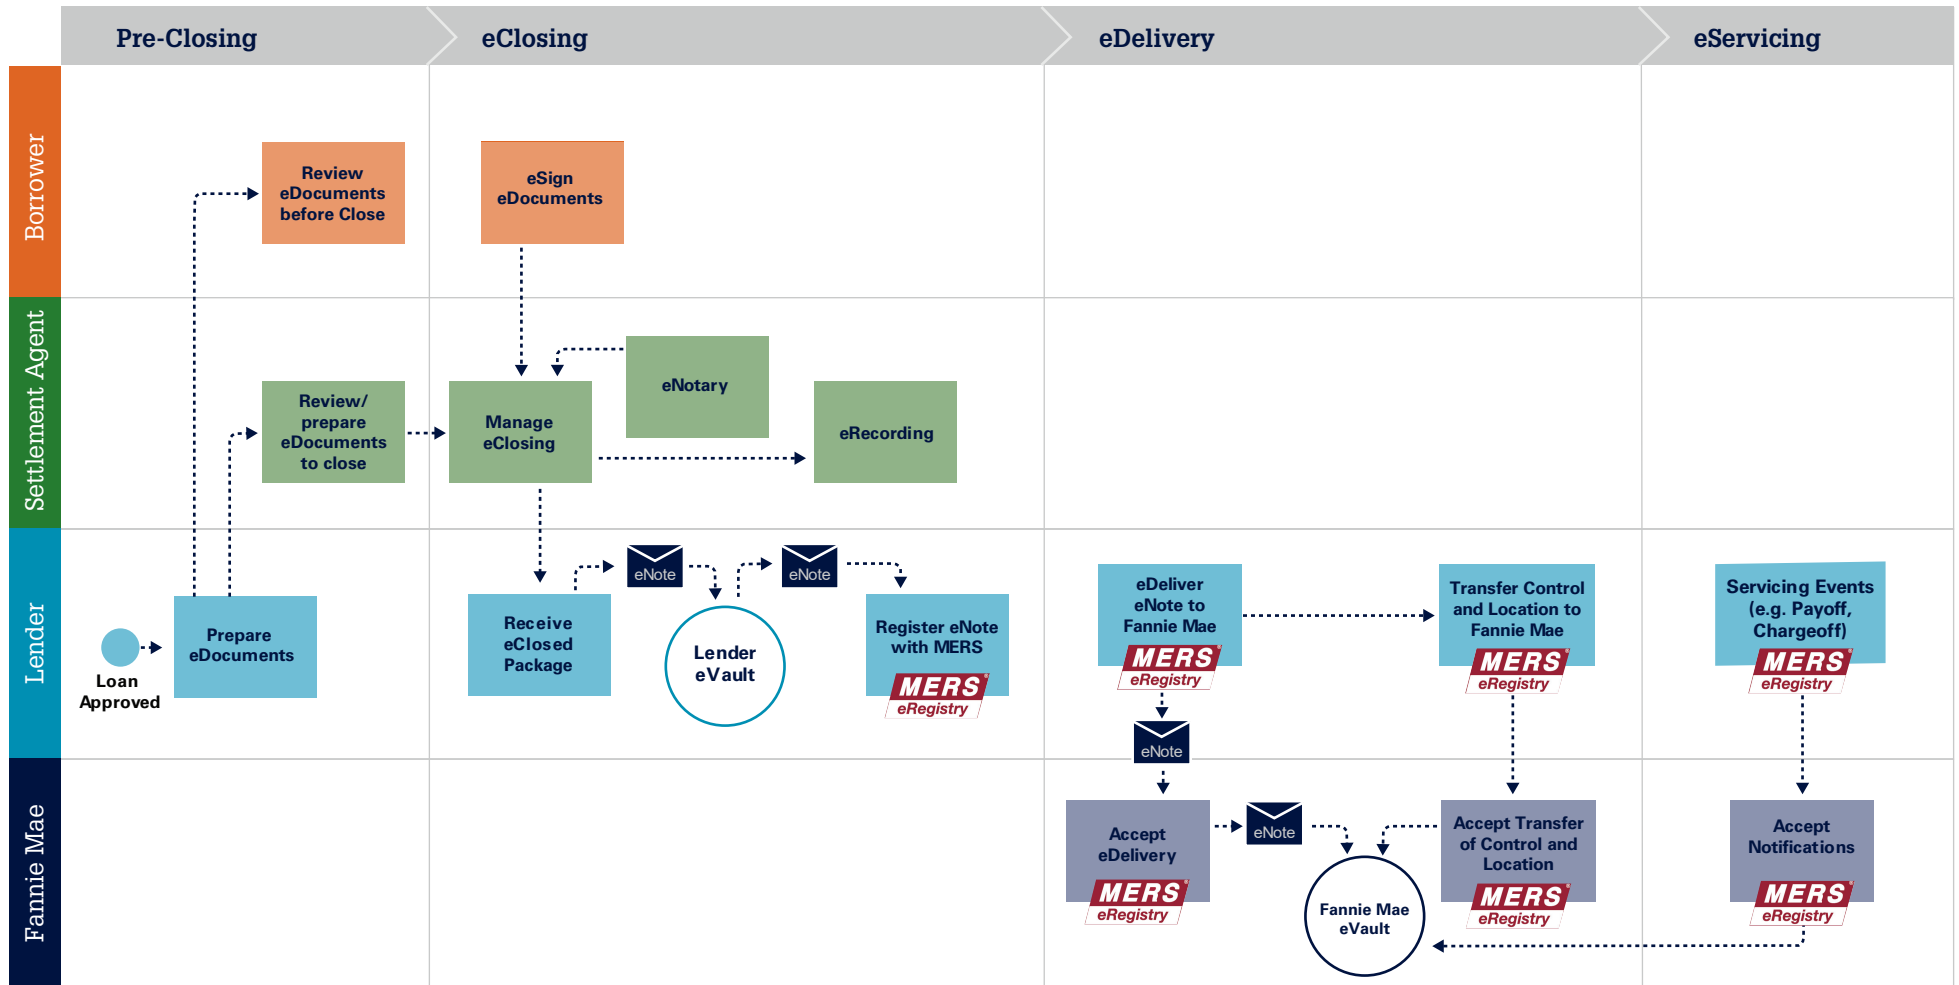 Pre-Closing
eClosing
eDelivery
eServicing
Borrower
Review
eDocuments
before Close
eSign
eDocuments
Settlement Agent
Review/
prepare
eDocuments
to close
Manage
eClosing
eNotary
eRecording
Lender
Loan
Approved
Prepare
eDocuments
Receive
eClosed
Package
eNote
Lender
eVault
eNote
Register eNote
with MERS
MERS
eRegistry
eDeliver
eNote to
Fannie Mae
MERS
eRegistry
eNote
Transfer Control
and Location to
Fannie Mae
MERS
eRegistry
Servicing Events
(e.g. Payoff,
Chargeoff)
MERS
eRegistry
Fannie Mae
Accept
eDelivery
MERS
eRegistry
eNote
Fannie Mae
eVault
Accept Transfer
of Control and
Location
MERS
eRegistry
Accept
Notifications
MERS
eRegistry